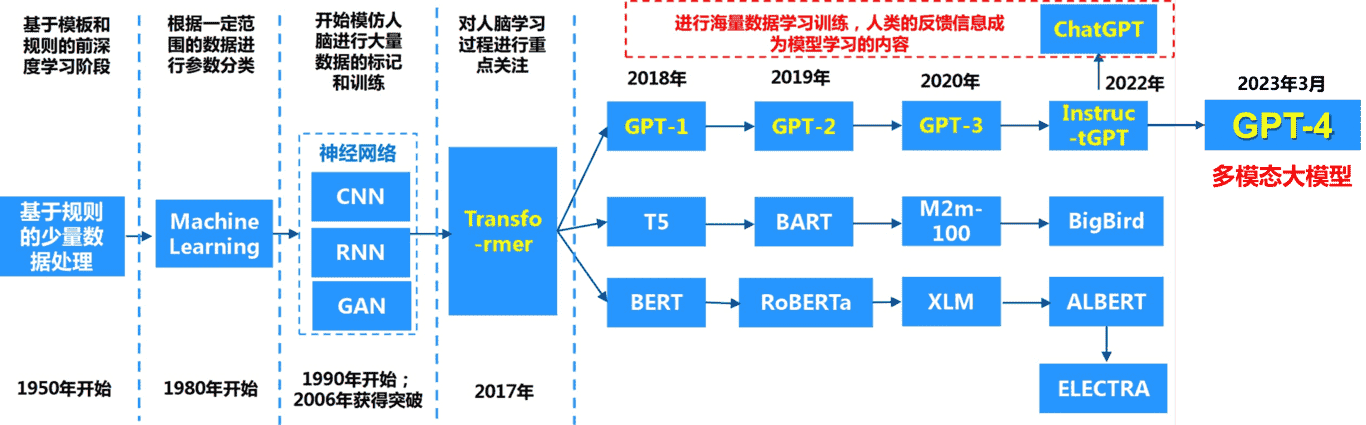 基于模板和
规则的前深
度学习阶段
根据一定范
围的数据进
行参数分类
开始模仿人
脑进行大量
数据的标记
和训练
对人脑学习
过程进行重
点关注
进行海量数据学习训练，人类的反馈信息成
为模型学习的内容
ChatGPT
2018年
2019年
2020年
2022年
2023年3月
GPT-1
GPT-2
GPT-3
Instruc
-tGPT
GPT-4
多模态大模型
神经网络
CNN
RNN
GAN
基于规则
的少量数
据处理
Machine
Learning
Transfo
-rmer
T5
BART
M2m-
100
BigBird
BERT
RoBERTa
XLM
ALBERT
ELECTRA
1950年开始
1980年开始
1990年开始；
2006年获得突破
2017年